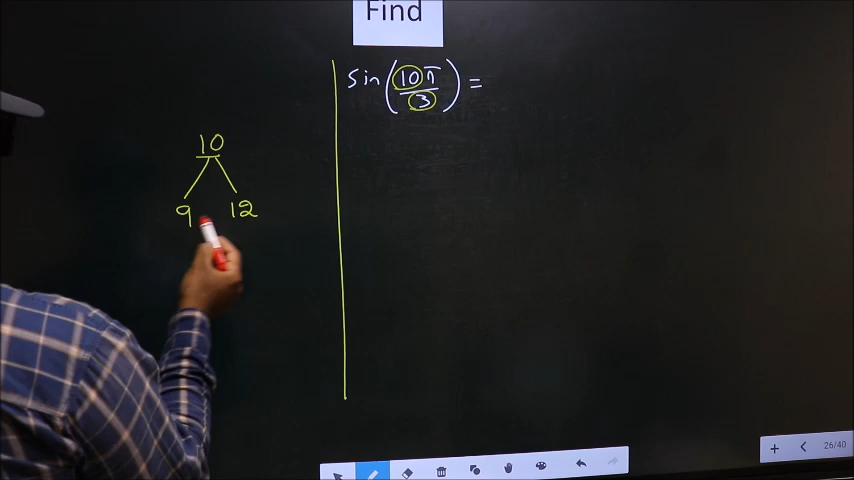 Find
sin(10π/3) =
10
9 12
26/40